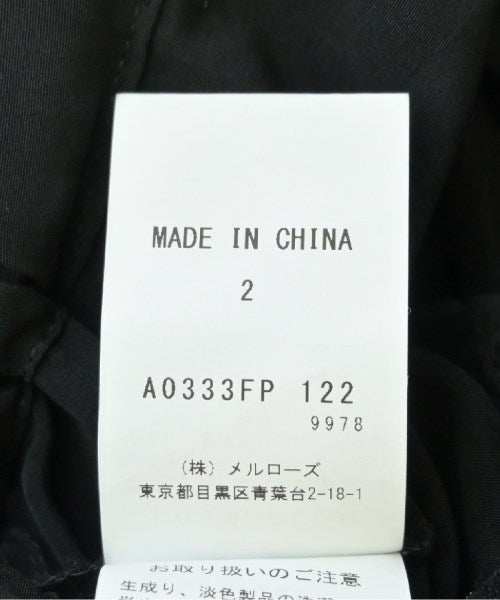 MADE IN CHINA
2
A0333FP 122
9978
(株) メルローズ
東京都目黒区青葉台2-18-1
お取り扱いのご注意
生成り、淡色製品の洗濯